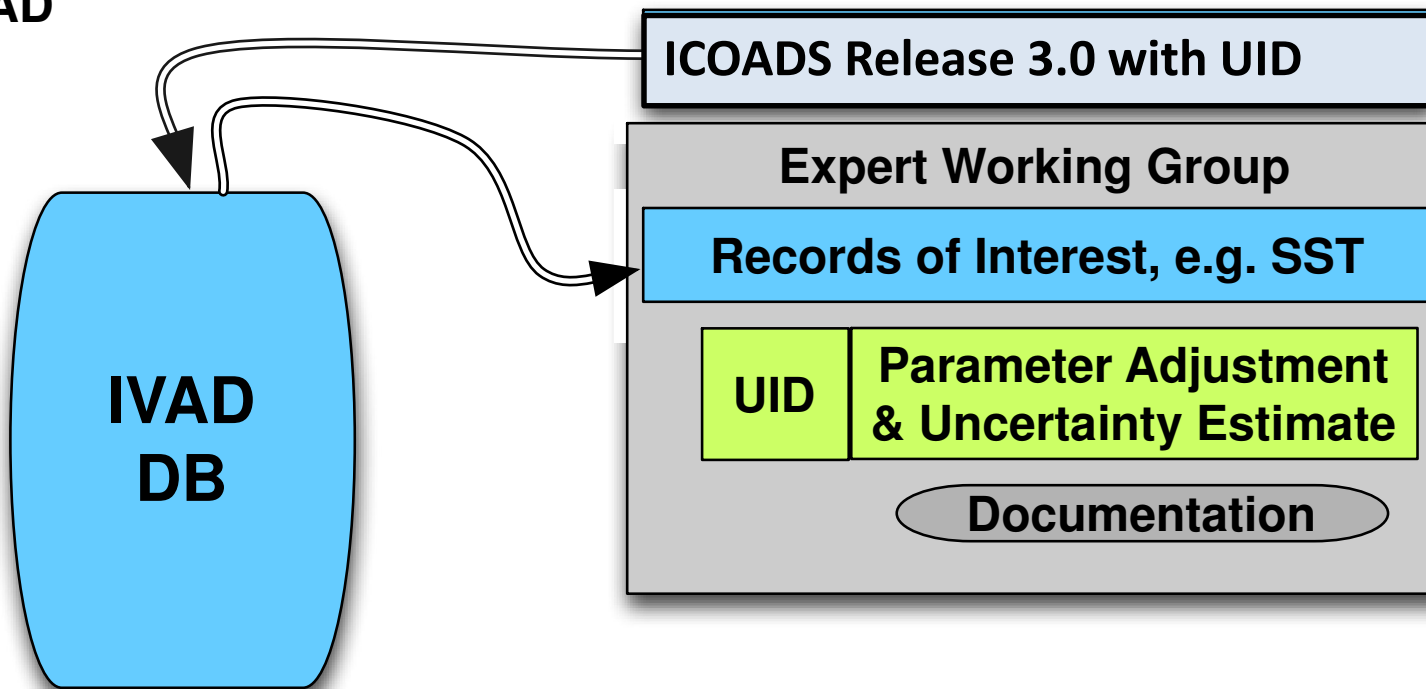 AD
ICOADS Release 3.0 with UID
Expert Working Group
Records of Interest, e.g. SST
UID
Parameter Adjustment
& Uncertainty Estimate
IVAD
DB
Documentation